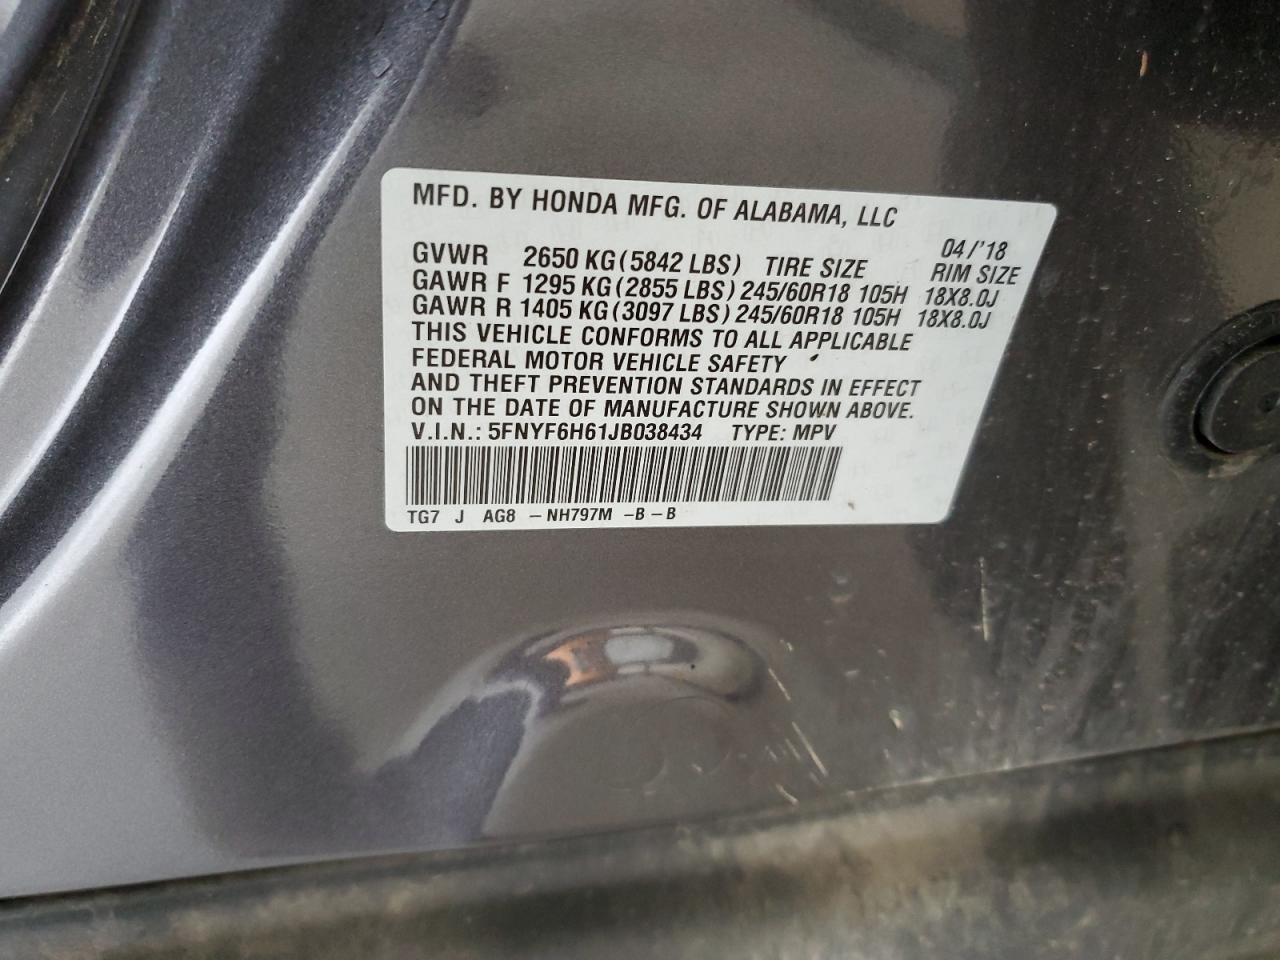 MFD. BY HONDA MFG. OF ALABAMA, LLC
04/'18
GVWR 2650 KG(5842 LBS) TIRE SIZE RIM SIZE
GAWR F 1295 KG(2855 LBS) 245/60R18 105H 18X8.0J
GAWR R 1405 KG(3097 LBS) 245/60R18 105H 18X8.0J
THIS VEHICLE CONFORMS TO ALL APPLICABLE
FEDERAL MOTOR VEHICLE SAFETY
AND THEFT PREVENTION STANDARDS IN EFFECT
ON THE DATE OF MANUFACTURE SHOWN ABOVE.
V.I.N.: 5FNYF6H61JB038434 TYPE: MPV
TG7 J AG8 –NH797M –B–B